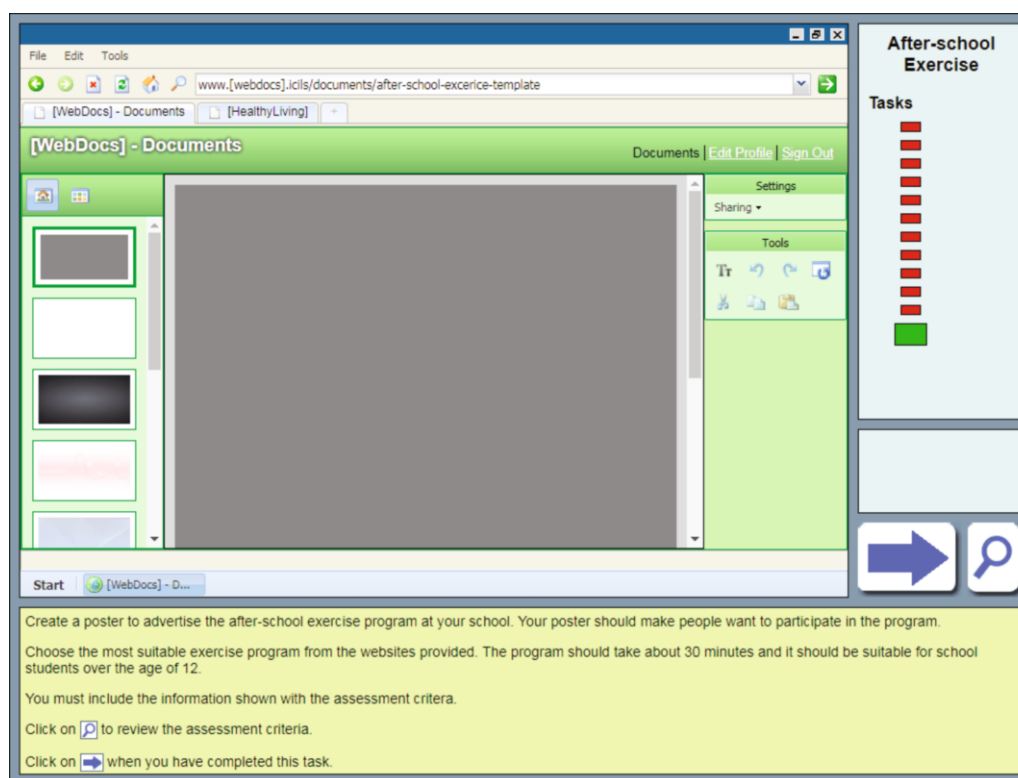 After-school
Exercise
Tasks
File Edit Tools
www.[webdocs].icils/documents/after-school-excerice-template
[WebDocs] - Documents [HealthyLiving] +
[WebDocs] - Documents
Documents | Edit Profile | Sign Out
Settings
Sharing
Tools
Tт
Start [WebDocs] - D...
Create a poster to advertise the after-school exercise program at your school. Your poster should make people want to participate in the program.
Choose the most suitable exercise program from the websites provided. The program should take about 30 minutes and it should be suitable for school
students over the age of 12.
You must include the information shown with the assessment critera.
Click on to review the assessment criteria.
Click on when you have completed this task.